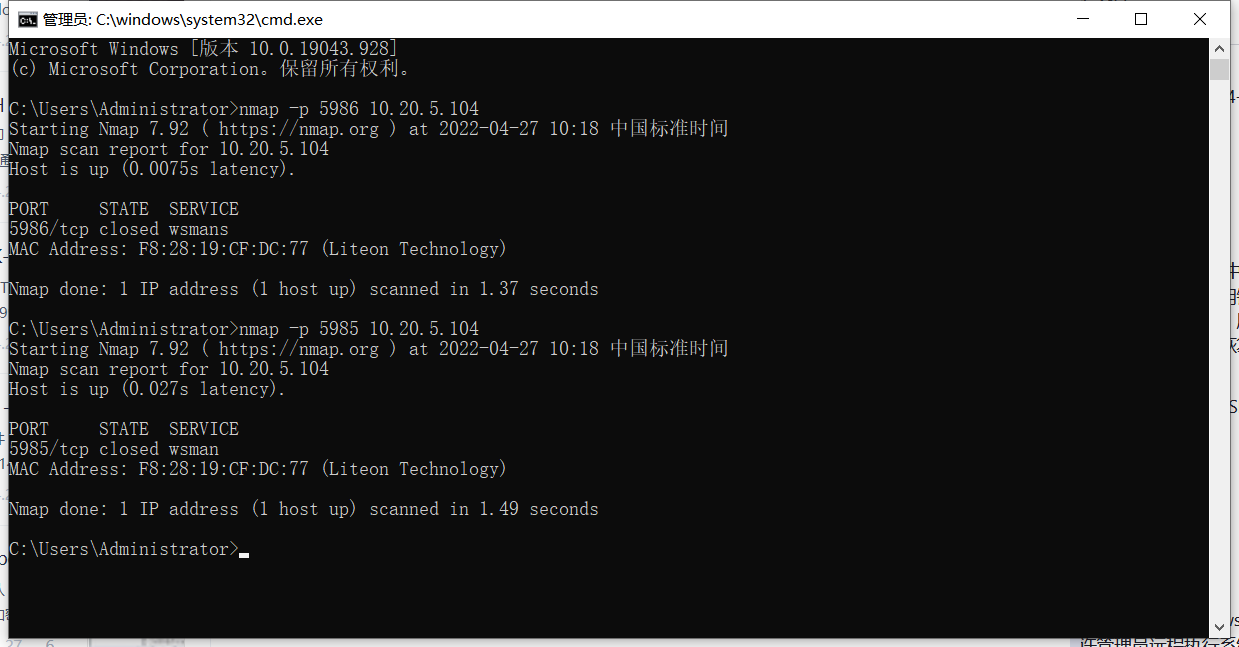 管理员: C:\windows\system32\cmd.exe
Microsoft Windows [版本 10.0.19043.928]
(c) Microsoft Corporation。保留所有权利。
C:\Users\Administrator>nmap -p 5986 10.20.5.104
Starting Nmap 7.92 ( https://nmap.org ) at 2022-04-27 10:18 中国标准时间
Nmap scan report for 10.20.5.104
Host is up (0.0075s latency).
PORT     STATE  SERVICE
5986/tcp closed wsmans
MAC Address: F8:28:19:CF:DC:77 (Liteon Technology)
Nmap done: 1 IP address (1 host up) scanned in 1.37 seconds
C:\Users\Administrator>nmap -p 5985 10.20.5.104
Starting Nmap 7.92 ( https://nmap.org ) at 2022-04-27 10:18 中国标准时间
Nmap scan report for 10.20.5.104
Host is up (0.027s latency).
PORT     STATE  SERVICE
5985/tcp closed wsman
MAC Address: F8:28:19:CF:DC:77 (Liteon Technology)
Nmap done: 1 IP address (1 host up) scanned in 1.49 seconds
C:\Users\Administrator>